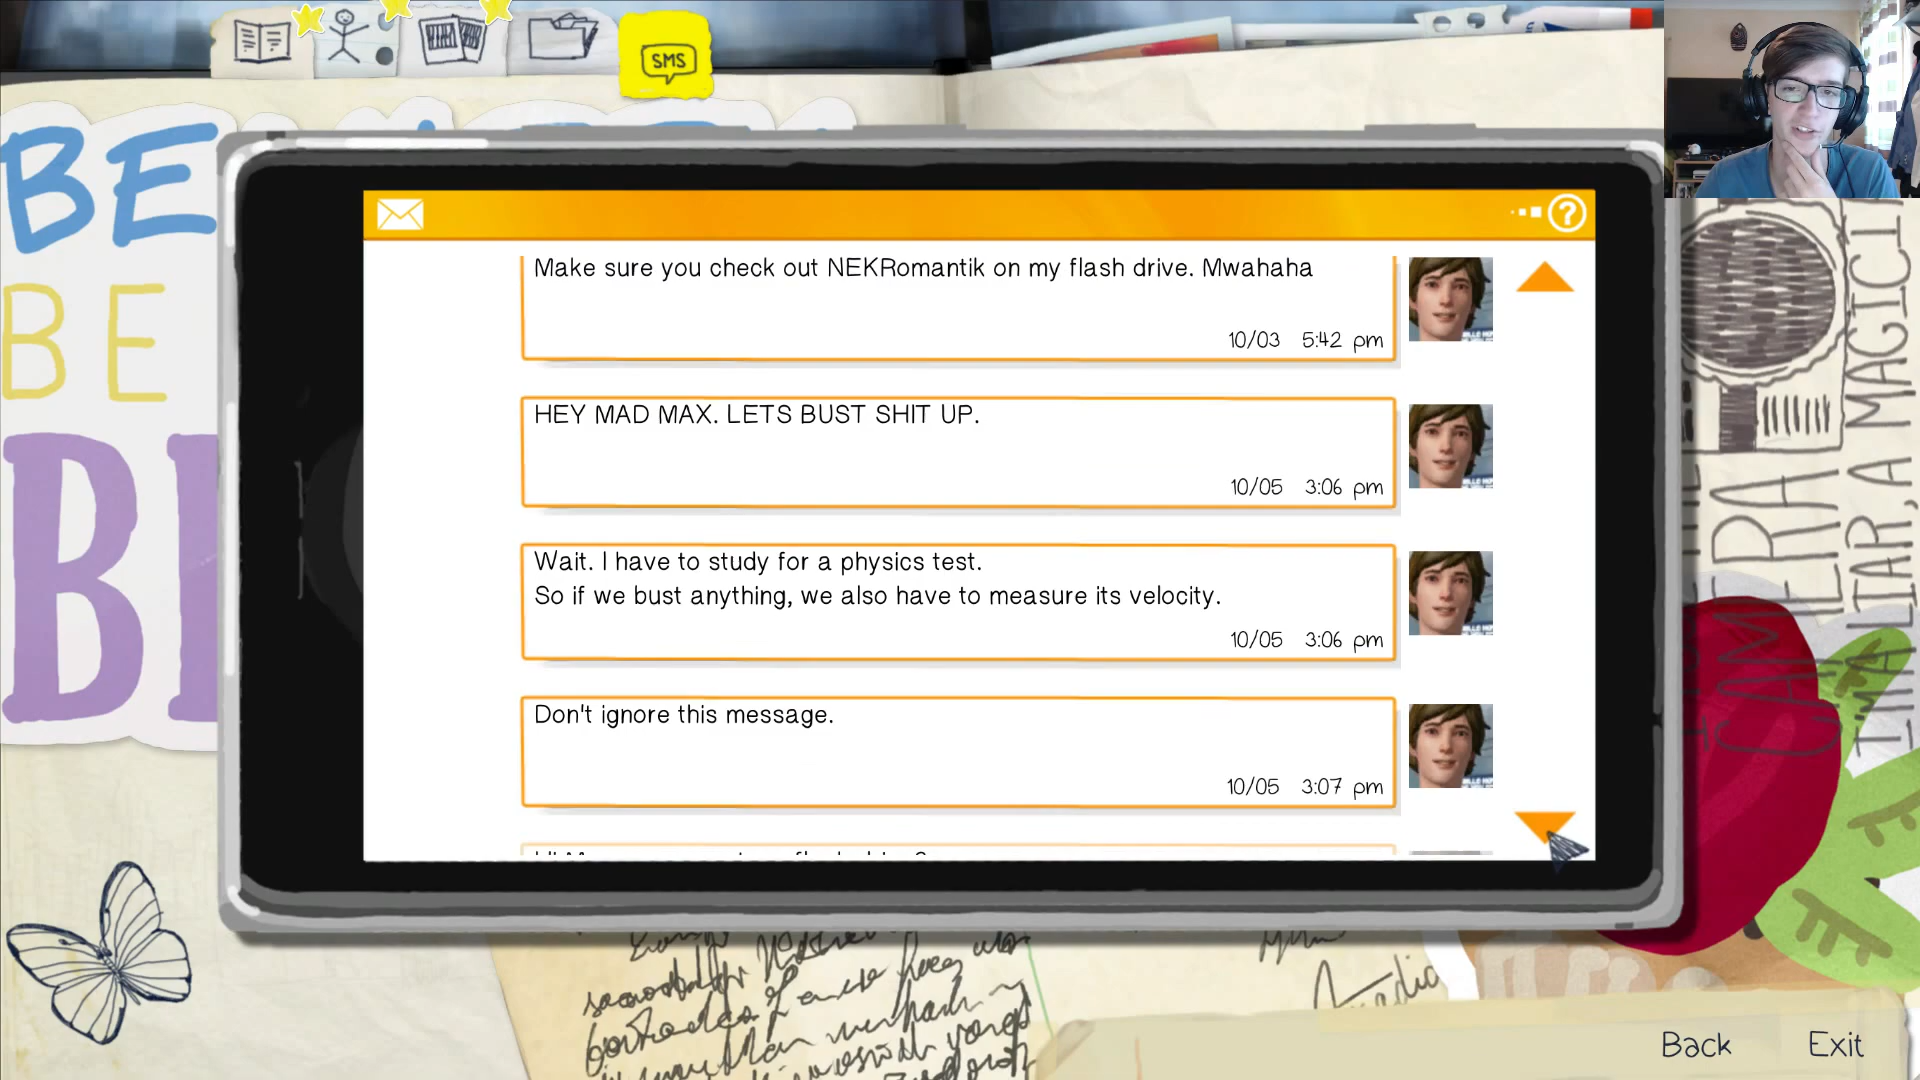 SMS
BE
BE
Make sure you check out NEKRomantik on my flash drive. Mwahaha
10/03 5:42 pm
HEY MAD MAX. LETS BUST SHIT UP.
10/05 3:06 pm
Wait. I have to study for a physics test.
So if we bust anything, we also have to measure its velocity.
10/05 3:06 pm
Don't ignore this message.
10/05 3:07 pm
CAMERA
LIAR, A MAGICI
Back
Exit